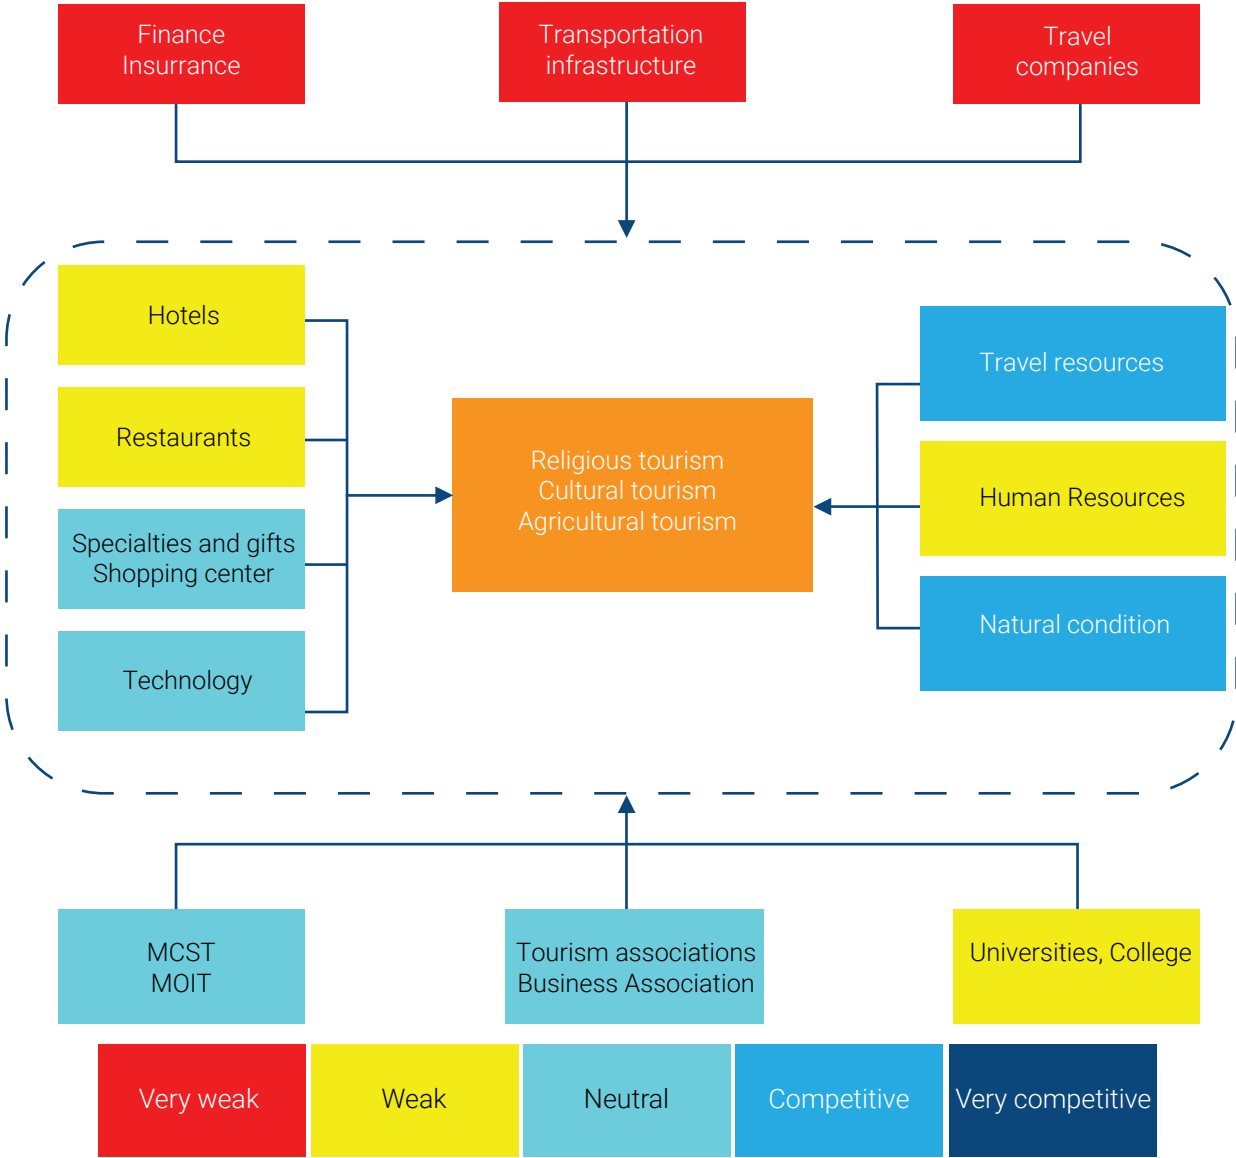 Finance
Insurrance
Transportation
infrastructure
Travel
companies
Hotels
Restaurants
Specialties and gifts
Shopping center
Technology
Religious tourism
Cultural tourism
Agricultural tourism
Travel resources
Human Resources
Natural condition
MCST
MOIT
Tourism associations
Business Association
Universities, College
Very weak
Weak
Neutral
Competitive
Very competitive